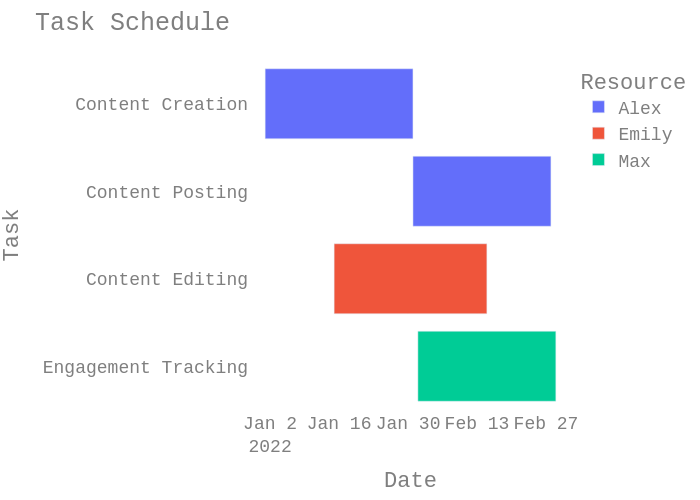 Task Schedule
Resource
Alex
Emily
Max
Task
Content Creation
Content Posting
Content Editing
Engagement Tracking
Jan 2 Jan 16 Jan 30 Feb 13 Feb 27
2022
Date